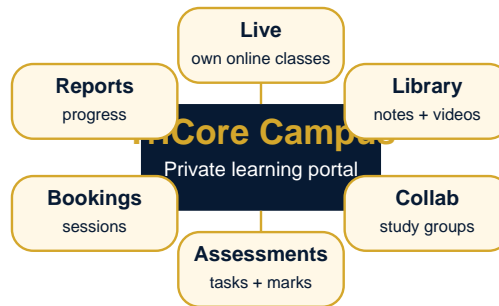 Live
own online classes
Reports
progress
Library
notes + videos
Core Campus
Private learning portal
Bookings
sessions
Collab
study groups
Assessments
tasks + marks